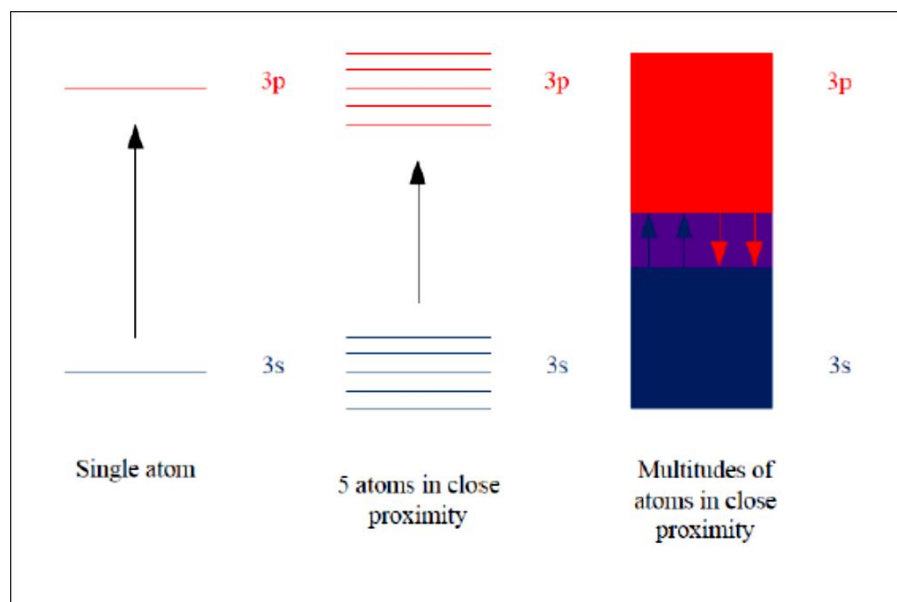 3p
3p
3p
3s
3s
3s
Single atom
5 atoms in close
proximity
Multitudes of
atoms in close
proximity